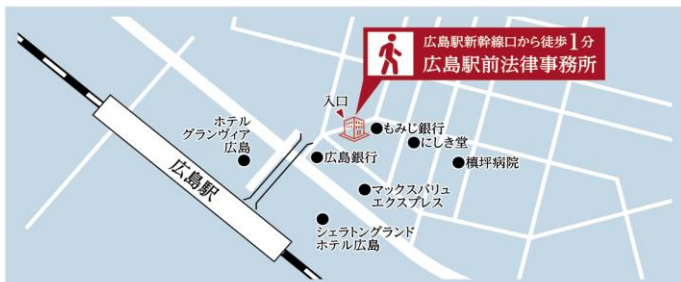 広島駅新幹線口から徒歩1分
広島駅前法律事務所
入口
もみじ銀行
にしき堂
槙坪病院
ホテル
グランヴィア
広島
広島銀行
マックスバリュ
エクスプレス
シェラトングランド
ホテル広島
広島駅